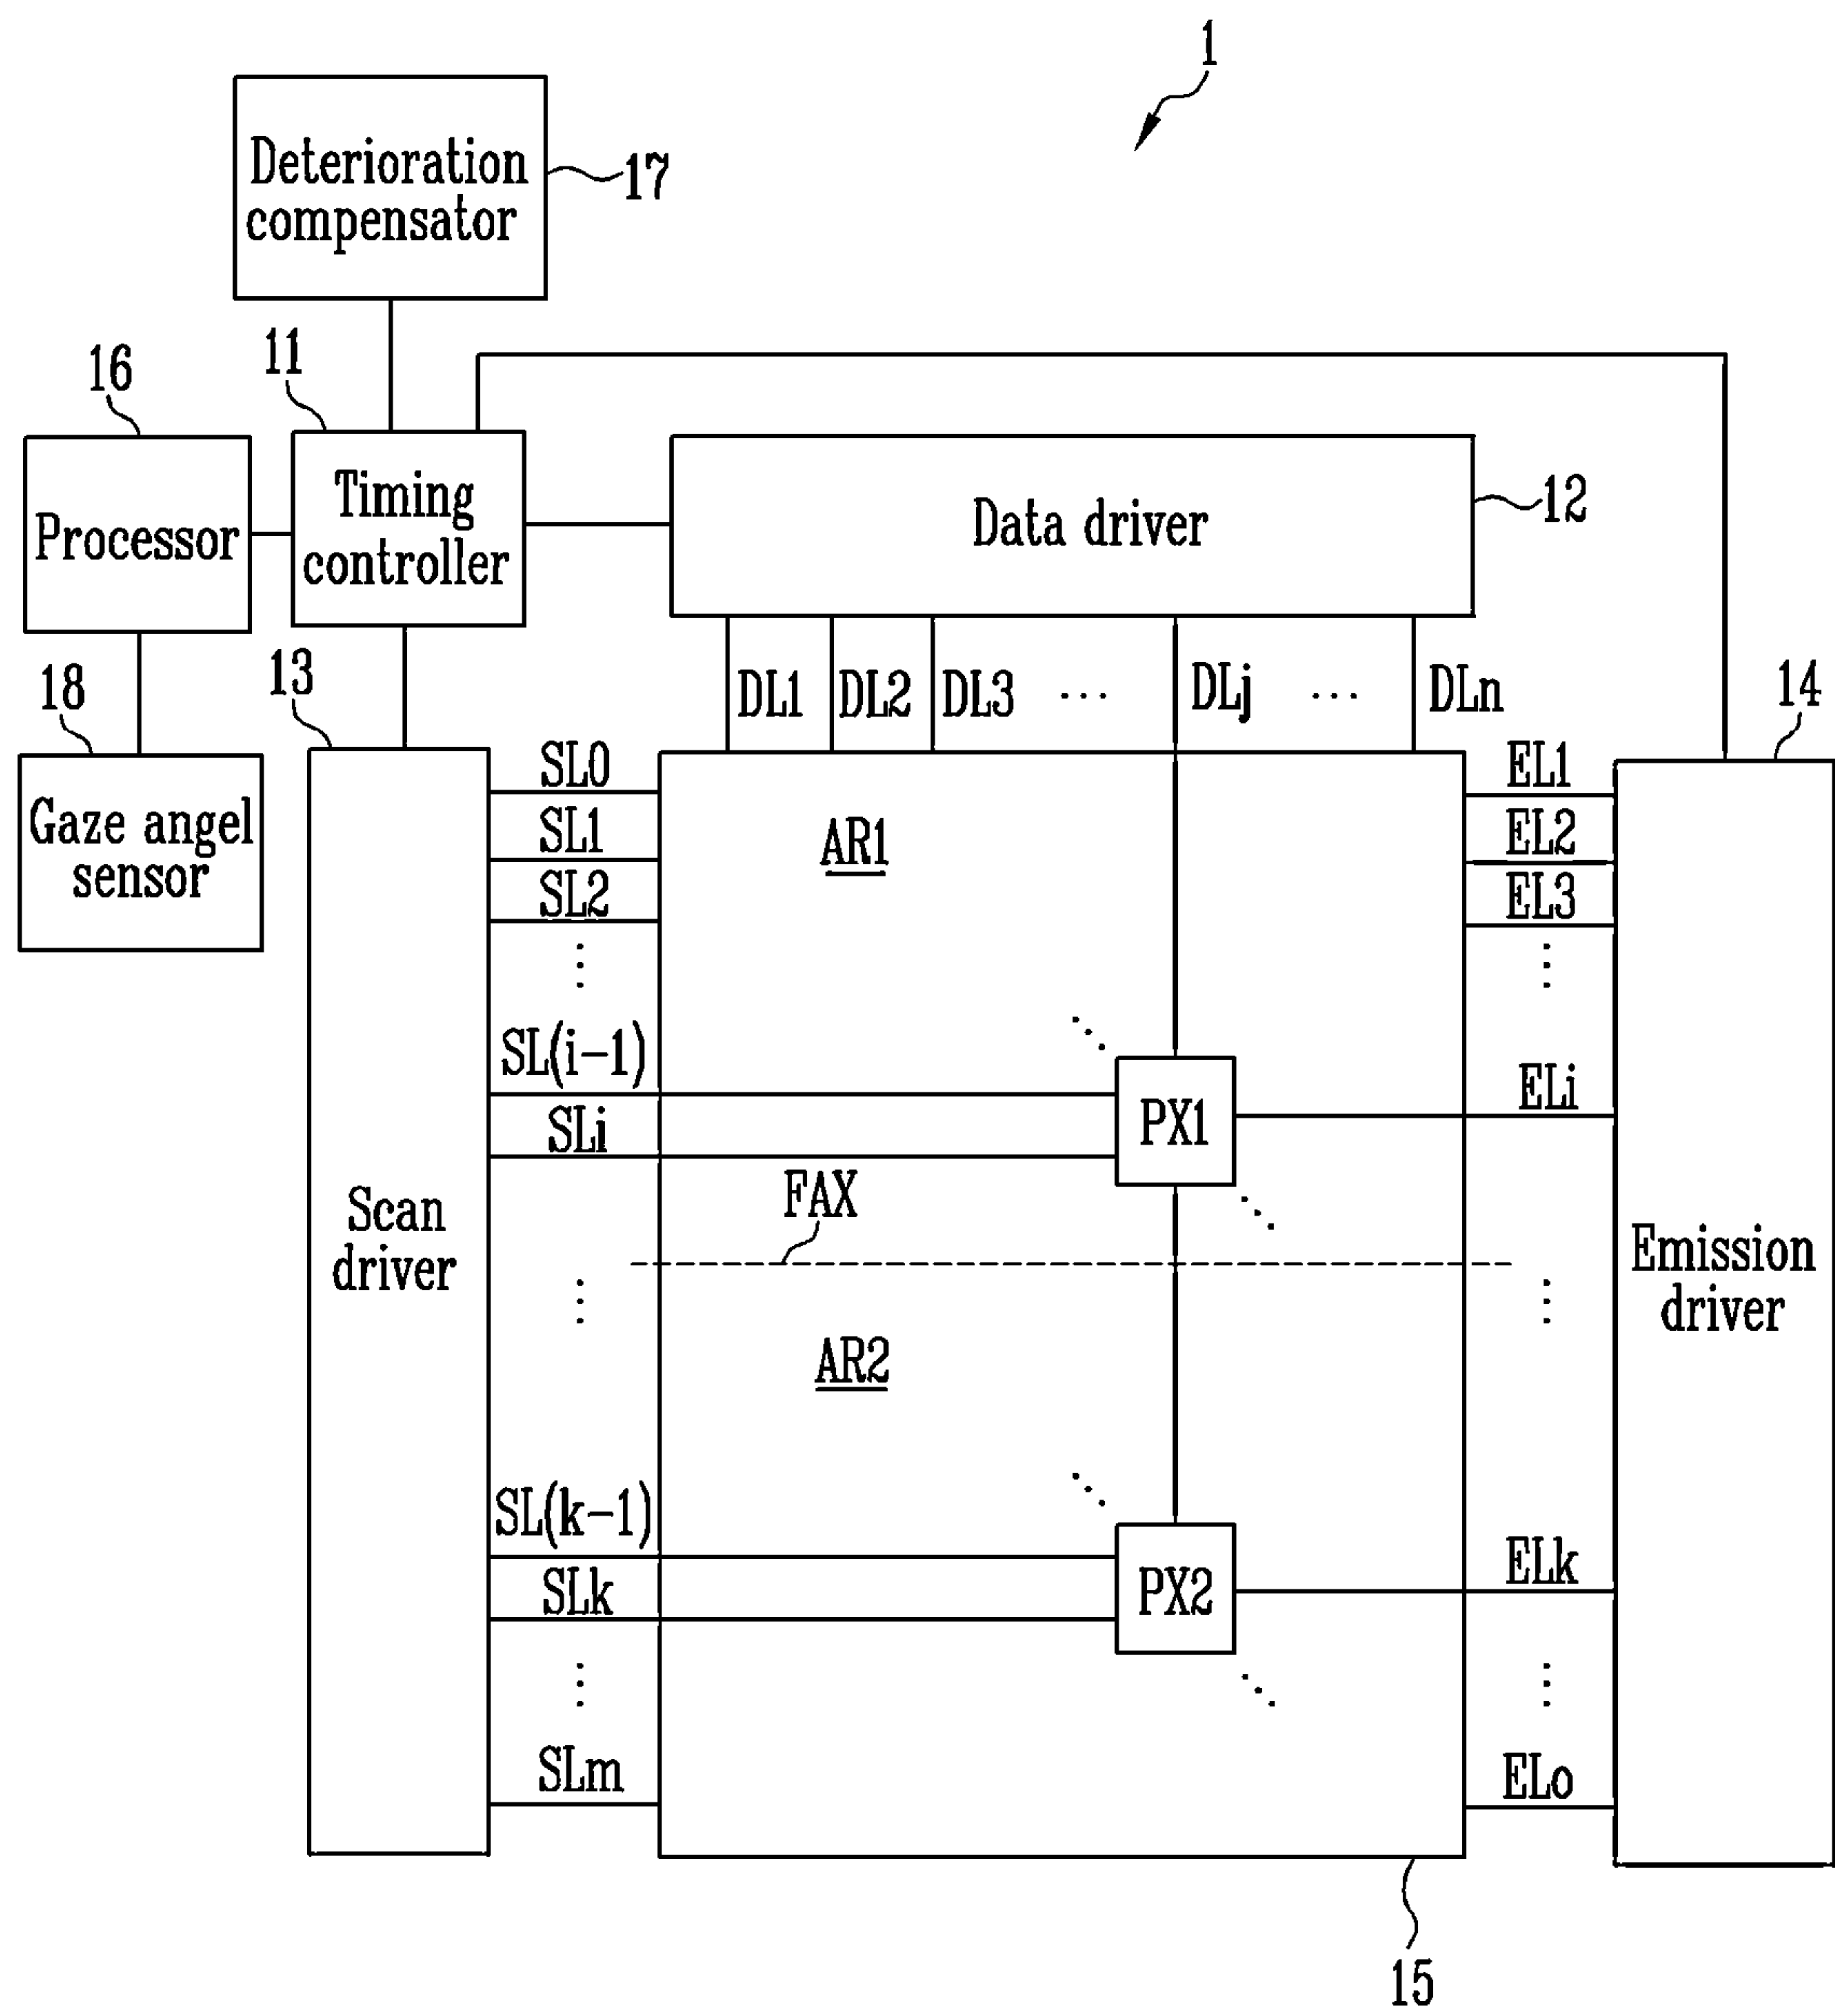 1
Deterioration
compensator
17
16
11
Processor
Timing
controller
Data driver
12
18
13
DL1 DL2 DL3 ··· DLj ··· DLn
14
Gaze angel
sensor
SL0
SL1
SL2
SL(i-1)
SLi
Scan
driver
SL(k-1)
SLk
SLm
AR1
PX1
FAX
AR2
PX2
EL1
EL2
EL3
ELi
ELk
ELo
Emission
driver
15